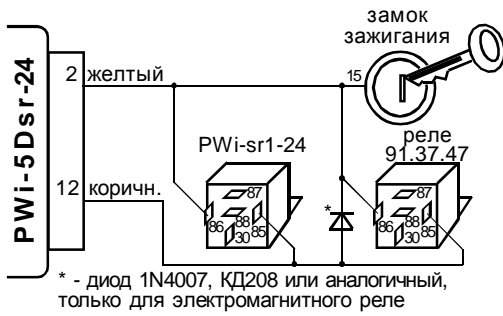 замок
зажигания
PWi-5Dsr-24
2 желтый
15
PWi-sr1-24
реле
91.37.47
12 коричн.
87
86
88
85
30
*
87
86
88
85
30
* - диод 1N4007, КД208 или аналогичный,
только для электромагнитного реле